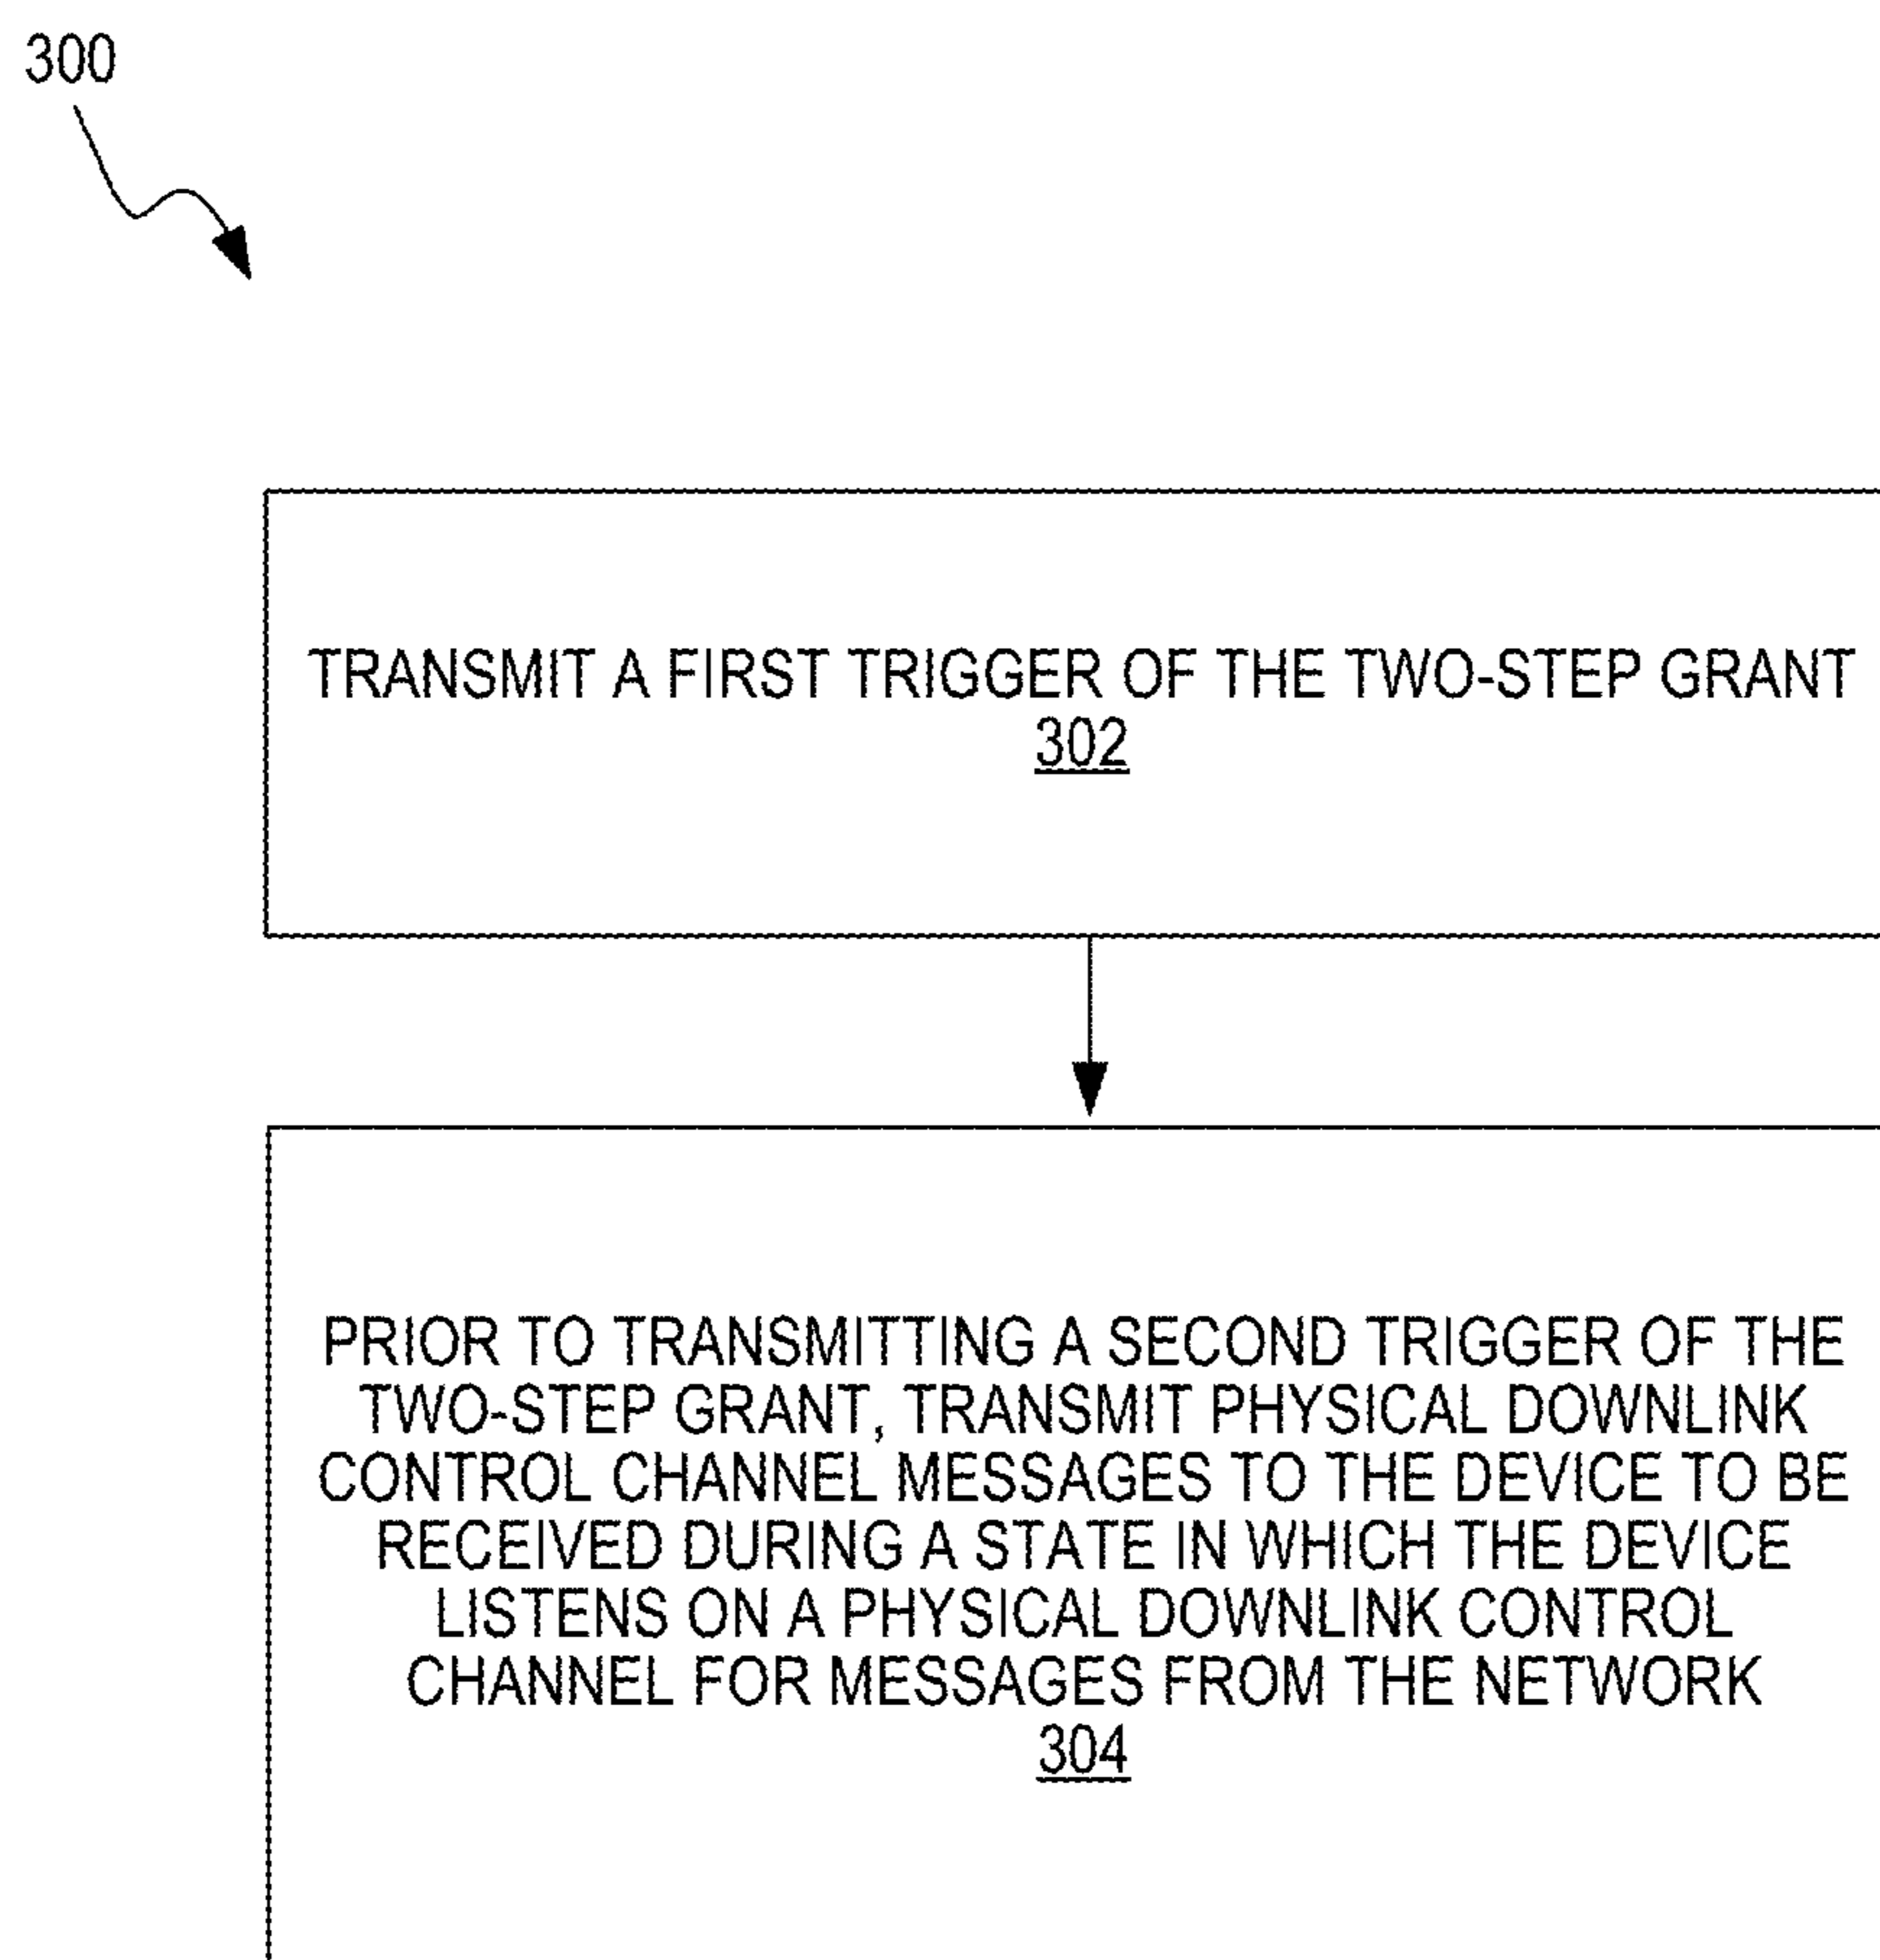 300
TRANSMIT A FIRST TRIGGER OF THE TWO-STEP GRANT
302
PRIOR TO TRANSMITTING A SECOND TRIGGER OF THE
TWO-STEP GRANT, TRANSMIT PHYSICAL DOWNLINK
CONTROL CHANNEL MESSAGES TO THE DEVICE TO BE
RECEIVED DURING A STATE IN WHICH THE DEVICE
LISTENS ON A PHYSICAL DOWNLINK CONTROL
CHANNEL FOR MESSAGES FROM THE NETWORK
304